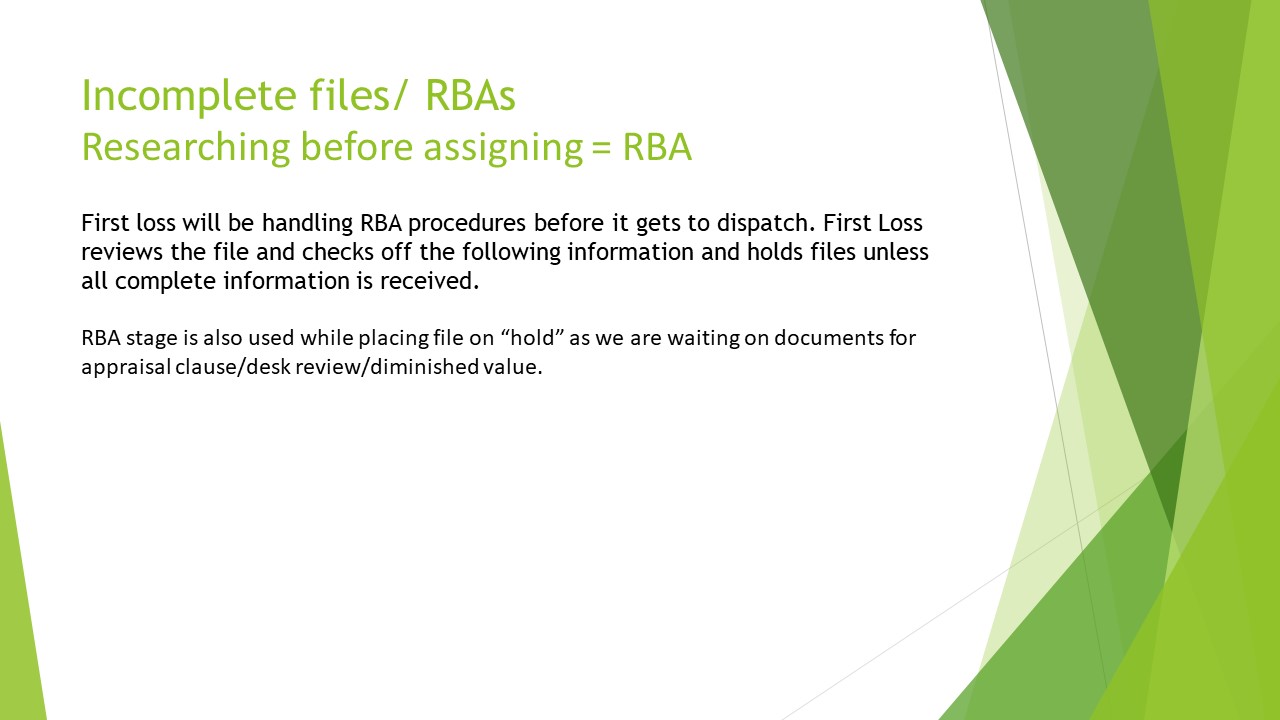 Incomplete files/ RBAs
Researching before assigning = RBA
First loss will be handling RBA procedures before it gets to dispatch. First Loss
reviews the file and checks off the following information and holds files unless
all complete information is received.
RBA stage is also used while placing file on “hold” as we are waiting on documents for
appraisal clause/desk review/diminished value.